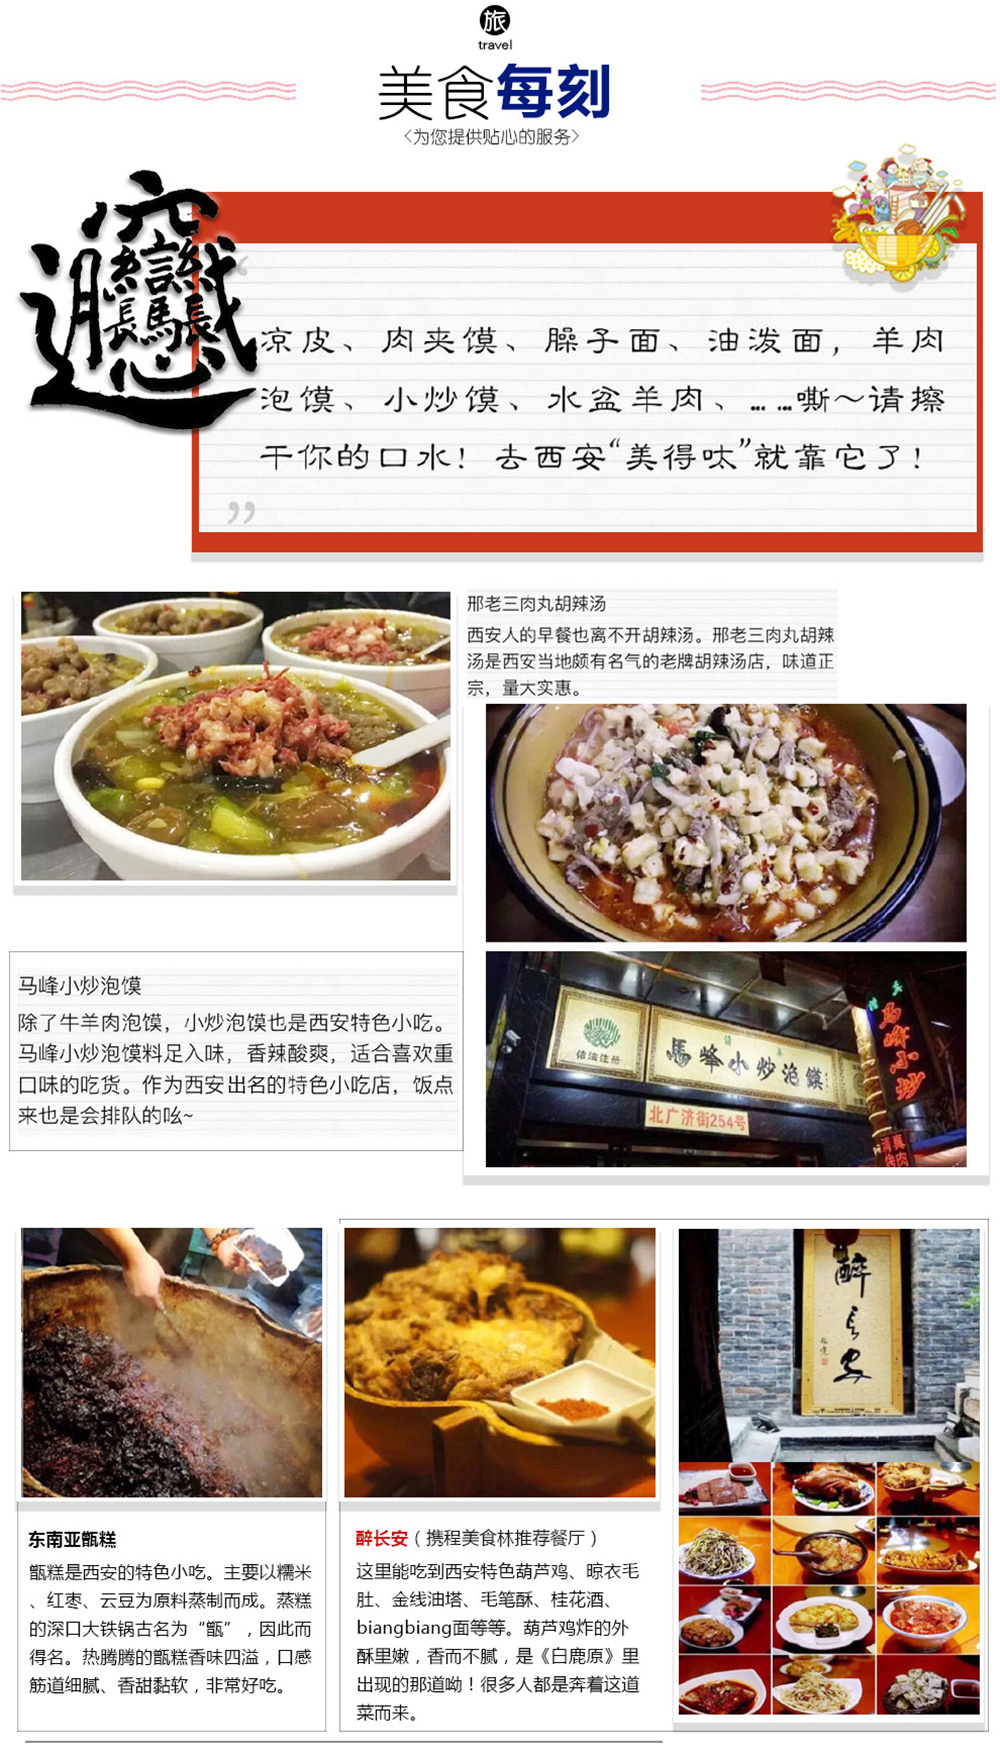 旅
travel
美食每刻
<为您提供贴心的服务>
凉皮、肉夹馍、臊子面、油泼面，羊肉
泡馍、小炒馍、水盆羊肉、……嘶～请擦
干你的口水！去西安“美得呔”就靠它了！
邢老三肉丸胡辣汤
西安人的早餐也离不开胡辣汤。邢老三肉丸胡辣
汤是西安当地颇有名气的老牌胡辣汤店，味道正
宗，量大实惠。
马峰小炒泡馍
除了牛羊肉泡馍，小炒泡馍也是西安特色小吃。
马峰小炒泡馍料足入味，香辣酸爽，适合喜欢重
口味的吃货。作为西安出名的特色小吃店，饭点
来也是会排队的吆~
清真
依法注册
馬峰小炒泡馍
北广济街254号
清真
馬峰小炒
醉长安
东南亚甑糕
甑糕是西安的特色小吃。主要以糯米
、红枣、云豆为原料蒸制而成。蒸糕
的深口大铁锅古名为“甑”，因此而
得名。热腾腾的甑糕香味四溢，口感
筋道细腻、香甜黏软，非常好吃。
醉长安（携程美食林推荐餐厅）
这里能吃到西安特色葫芦鸡、晾衣毛
肚、金线油塔、毛笔酥、桂花酒、
biangbiang面等等。葫芦鸡炸的外
酥里嫩，香而不腻，是《白鹿原》里
出现的那道呦！很多人都是奔着这道
菜而来。